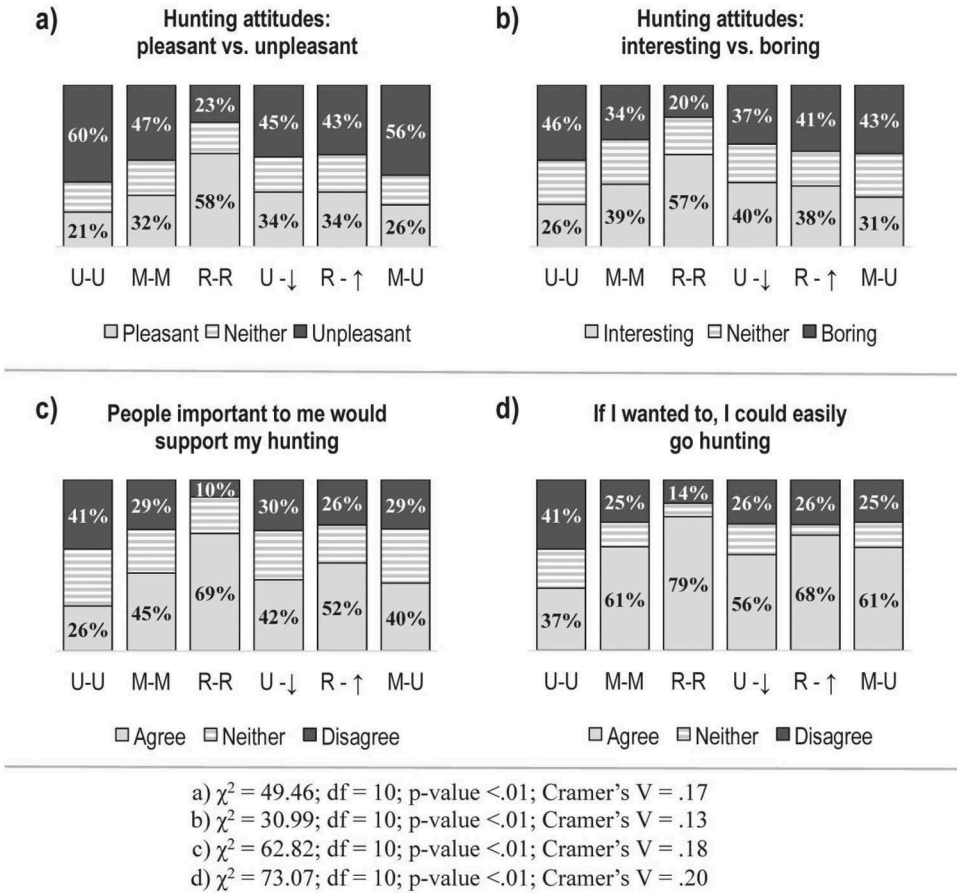 a)
Hunting attitudes:
pleasant vs. unpleasant
60% 47% 23% 45% 43% 56%
21% 32% 58% 34% 34% 26%
U-U M-M R-R U -↓ R - ↑ M-U
Pleasant Neither Unpleasant
b)
Hunting attitudes:
interesting vs. boring
46% 34% 20% 37% 41% 43%
26% 39% 57% 40% 38% 31%
U-U M-M R-R U -↓ R - ↑ M-U
Interesting Neither Boring
c)
People important to me would
support my hunting
41% 29% 10% 30% 26% 29%
26% 45% 69% 42% 52% 40%
U-U M-M R-R U -↓ R - ↑ M-U
Agree Neither Disagree
d)
If I wanted to, I could easily
go hunting
41% 25% 14% 26% 26% 25%
37% 61% 79% 56% 68% 61%
U-U M-M R-R U -↓ R - ↑ M-U
Agree Neither Disagree
a) χ² = 49.46; df = 10; p-value <.01; Cramer’s V = .17
b) χ² = 30.99; df = 10; p-value <.01; Cramer’s V = .13
c) χ² = 62.82; df = 10; p-value <.01; Cramer’s V = .18
d) χ² = 73.07; df = 10; p-value <.01; Cramer’s V = .20